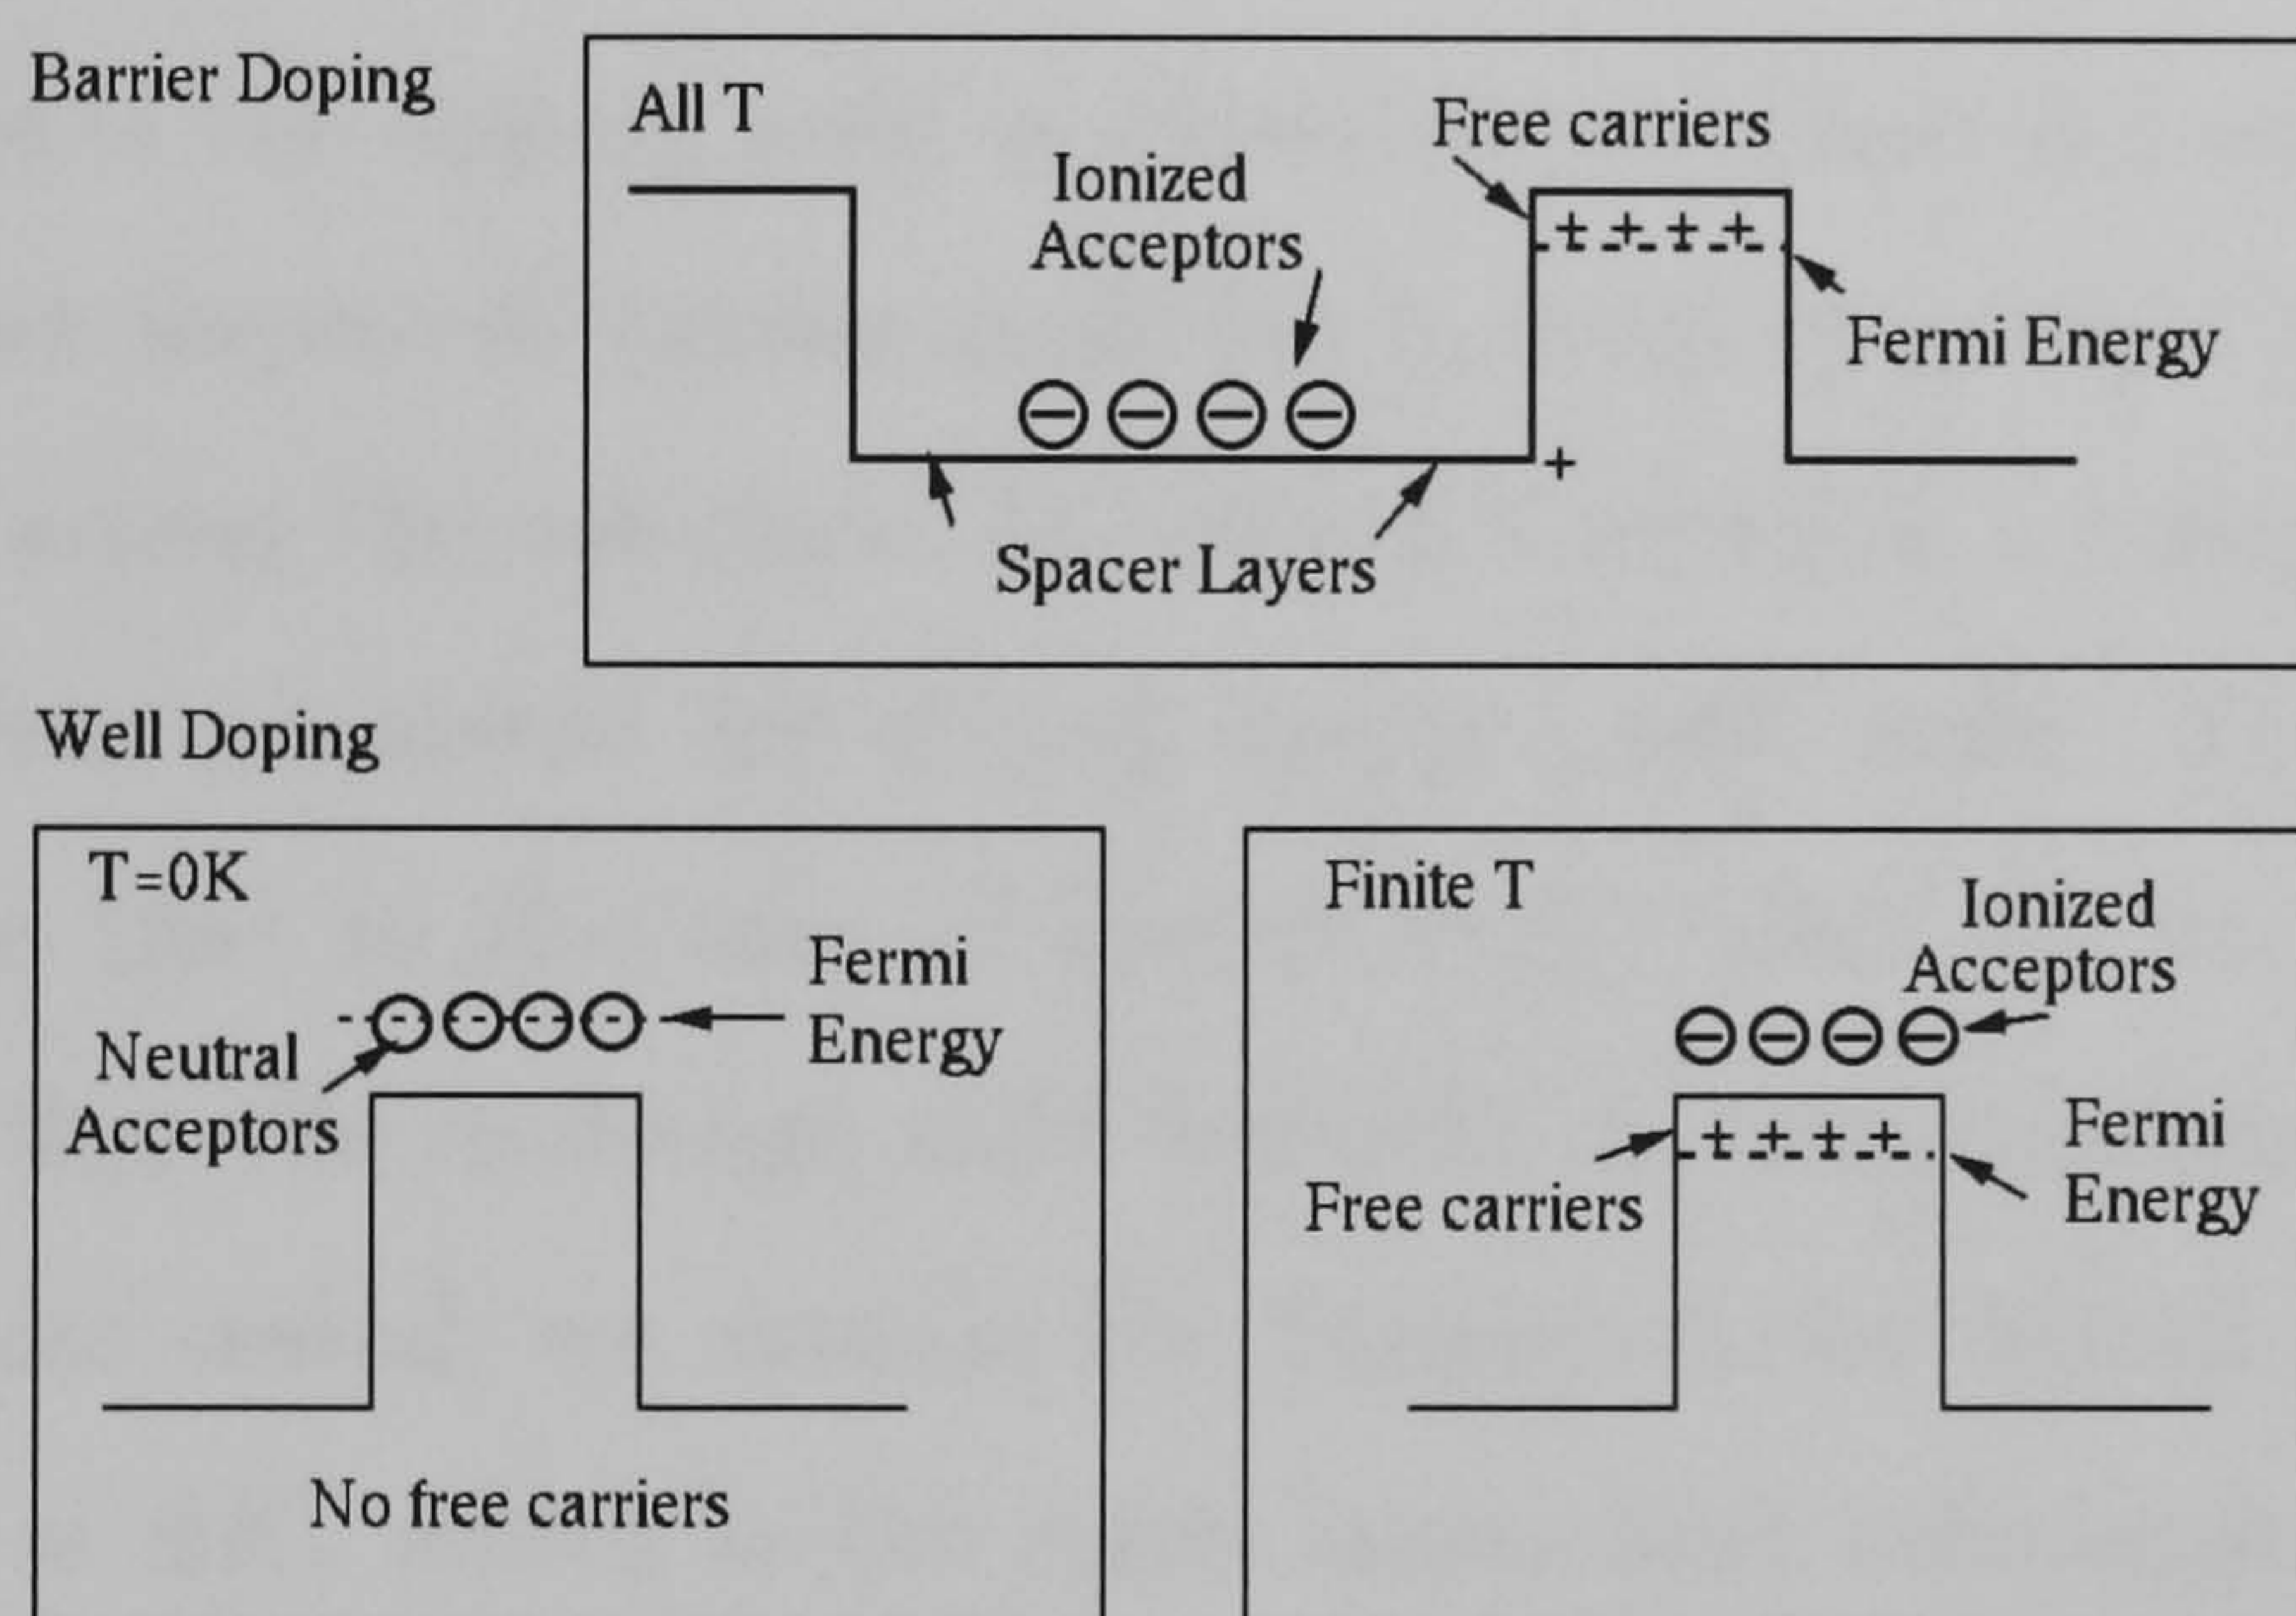 Barrier Doping
All T
Free carriers
Ionized
Acceptors
+ + + +
Fermi Energy
+
Spacer Layers
Well Doping
T=0K
Fermi
Energy
Neutral
Acceptors
No free carriers
Finite T
Ionized
Acceptors
+ + + +
Fermi
Energy
Free carriers